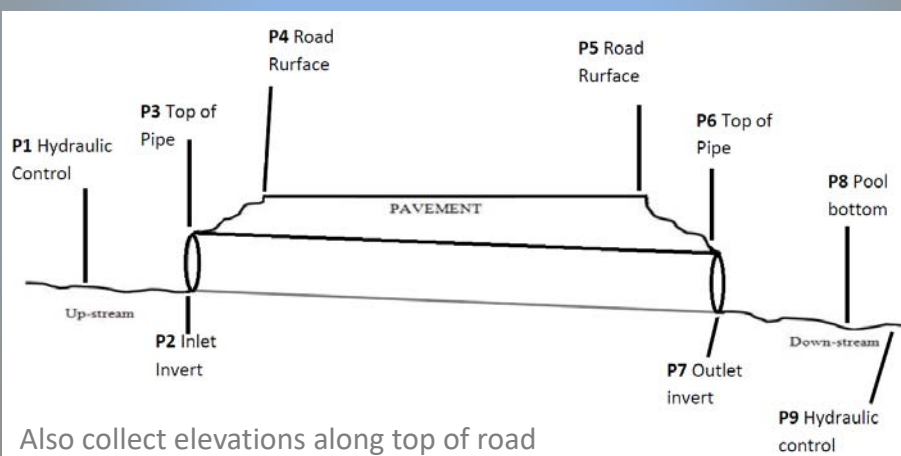 P4 Road
Rurface
P5 Road
Rurface
P3 Top of
Pipe
P6 Top of
Pipe
P1 Hydraulic
Control
P8 Pool
bottom
PAVEMENT
Up-stream
Down-stream
P2 Inlet
Invert
P7 Outlet
invert
P9 Hydraulic
control
Also collect elevations along top of road